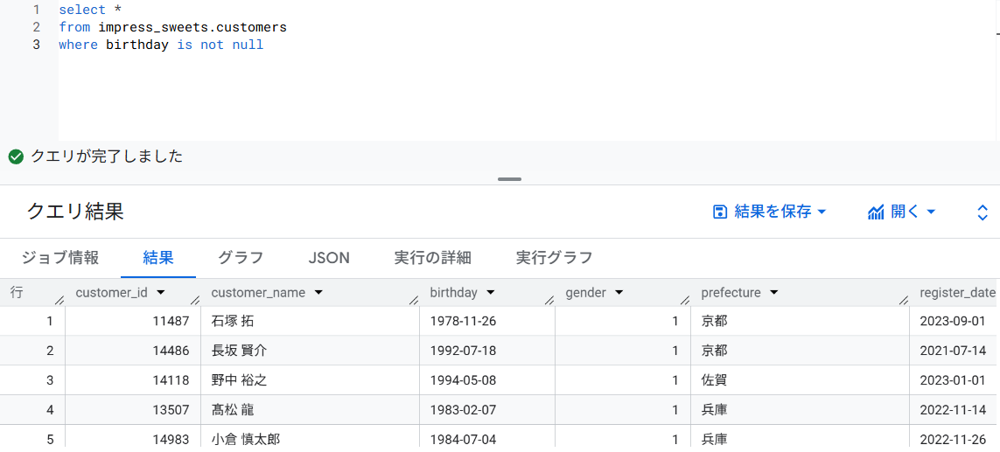 1 select *
2 from impress_sweets.customers
3 where birthday is not null
クエリが完了しました
クエリ結果
結果を保存 開く
ジョブ情報 結果 グラフ JSON 実行の詳細 実行グラフ
行 customer_id customer_name birthday gender prefecture register_date
1 11487 石塚 拓 1978-11-26 1 京都 2023-09-01
2 14486 長坂 賢介 1992-07-18 1 京都 2021-07-14
3 14118 野中 裕之 1994-05-08 1 佐賀 2023-01-01
4 13507 髙松 龍 1983-02-07 1 兵庫 2022-11-14
5 14983 小倉 慎太郎 1984-07-04 1 兵庫 2022-11-26